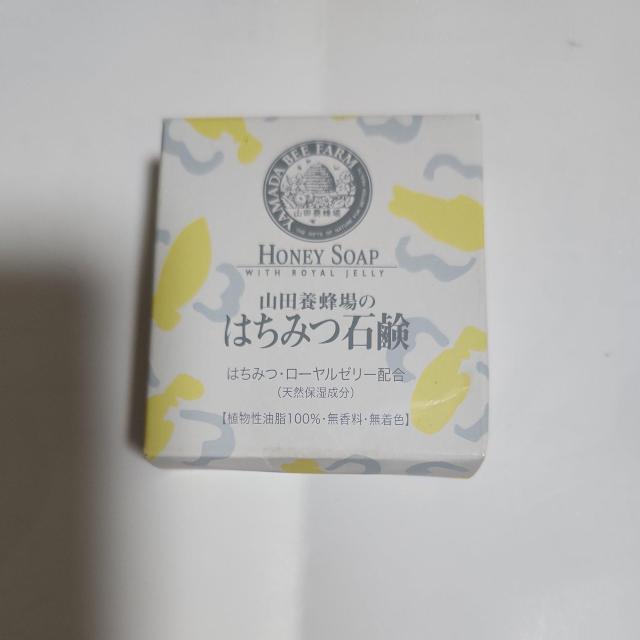 YAMADA BEE FARM
山田養蜂場
HONEY SOAP
WITH ROYAL JELLY
山田養蜂場の
はちみつ石鹸
はちみつ・ローヤルゼリー配合
(天然保湿成分)
【植物性油脂100%・無香料・無着色】